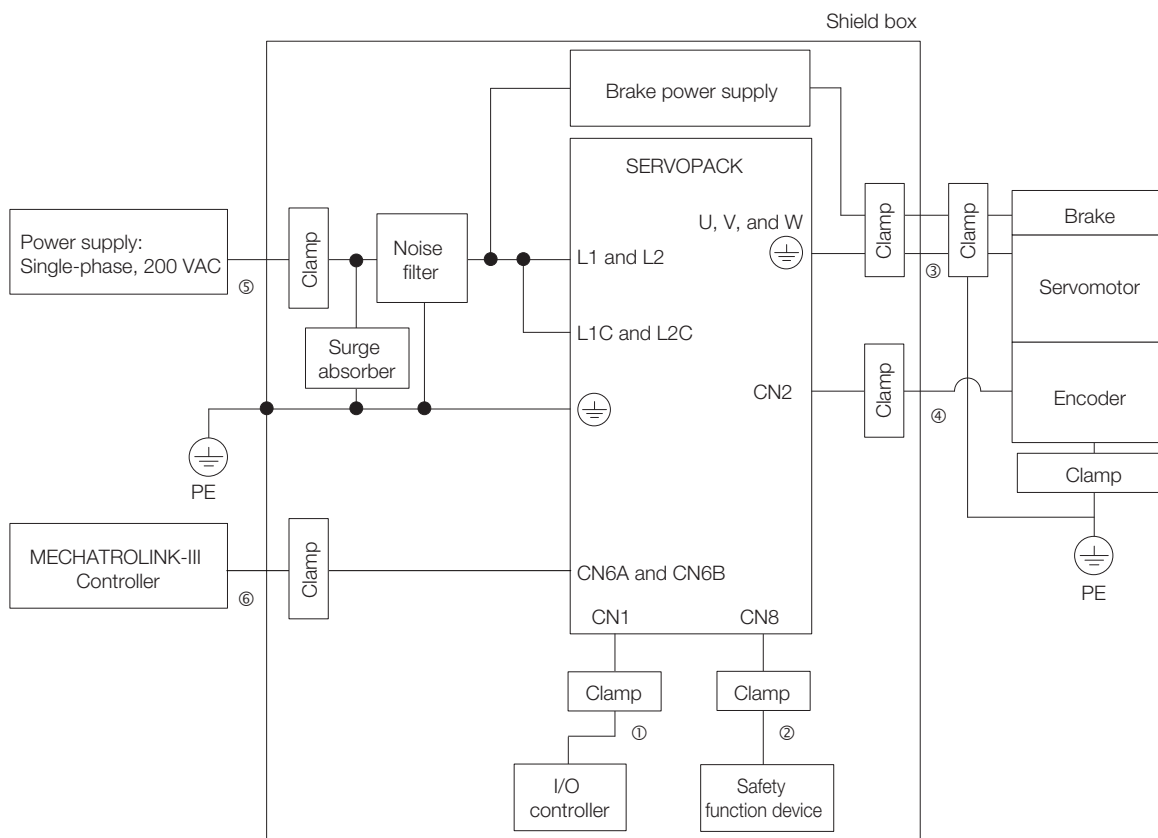 Shield box
Brake power supply
SERVOPACK
U, V, and W
Power supply:
Single-phase, 200 VAC
⑤
Clamp
Noise
filter
L1 and L2
L1C and L2C
Surge
absorber
Clamp
Clamp
③
Brake
Servomotor
Encoder
CN2
Clamp
④
Clamp
PE
PE
MECHATROLINK-III
Controller
⑥
Clamp
CN6A and CN6B
CN1
CN8
Clamp
Clamp
①
②
I/O
controller
Safety
function device